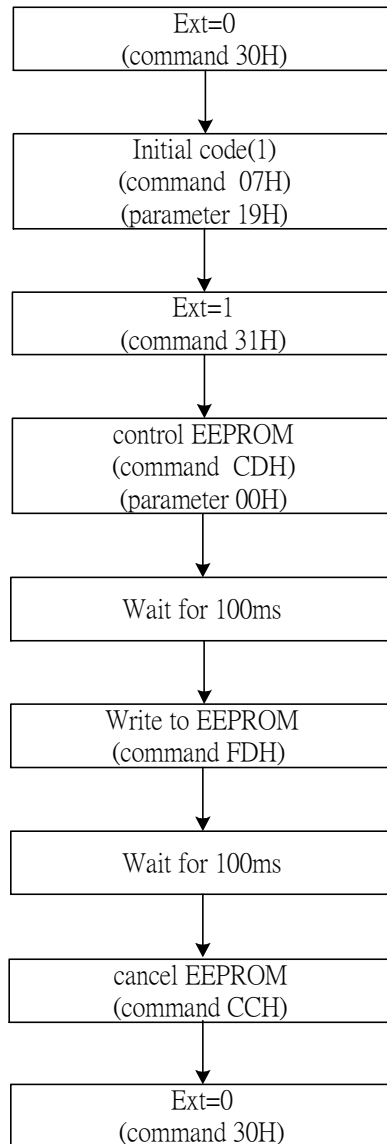 Ext=0
(command 30H)
Initial code(1)
(command 07H)
(parameter 19H)
Ext=1
(command 31H)
control EEPROM
(command CDH)
(parameter 00H)
Wait for 100ms
Write to EEPROM
(command FDH)
Wait for 100ms
cancel EEPROM
(command CCH)
Ext=0
(command 30H)